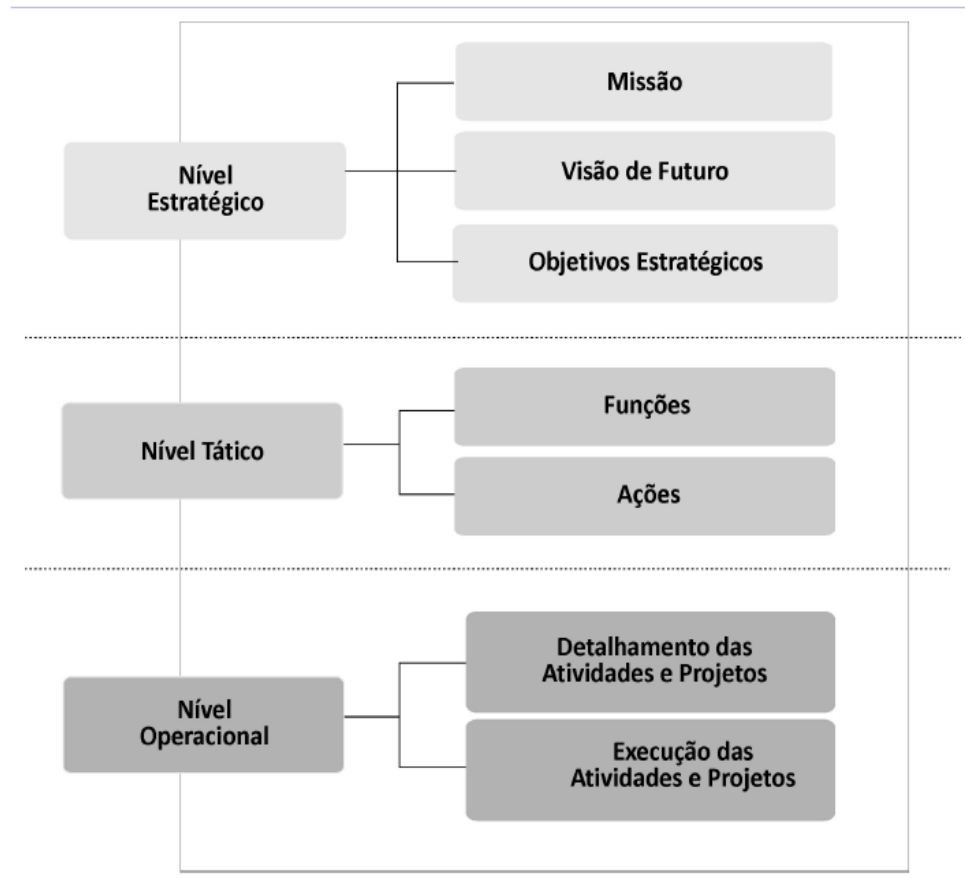 Missão
Nível
Estratégico
Visão de Futuro
Objetivos Estratégicos
Nível Tático
Funções
Ações
Nível
Operacional
Detalhamento das
Atividades e Projetos
Execução das
Atividades e Projetos